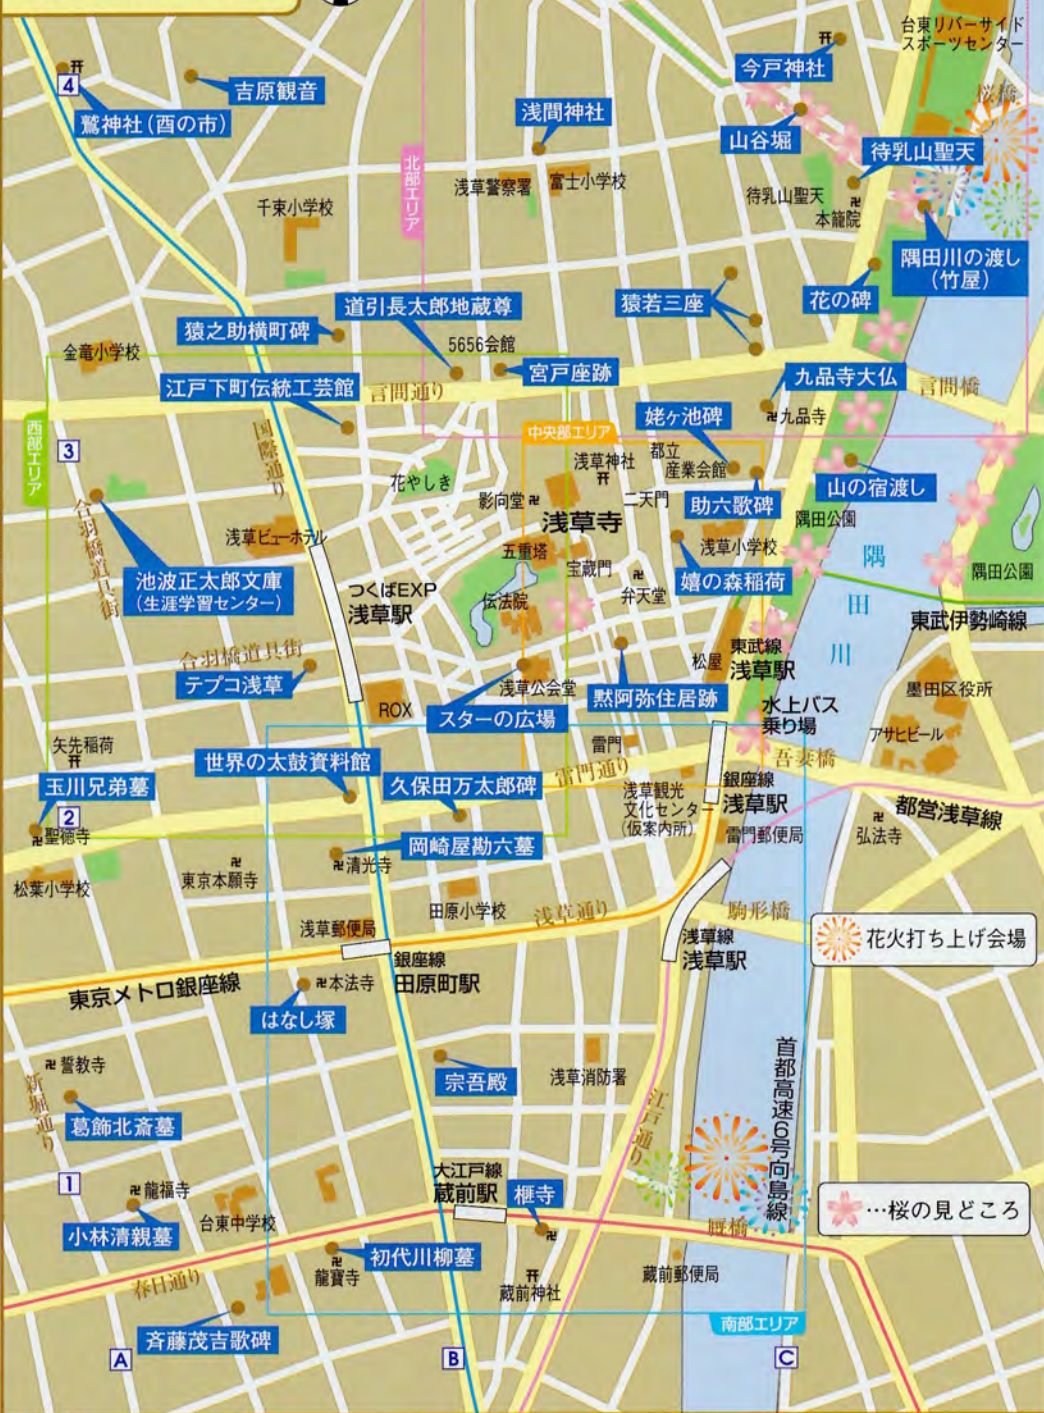 台東リバーサイド
スポーツセンター
今戸神社
4
吉原観音
桜橋
鷲神社(酉の市)
浅間神社
山谷堀
待乳山聖天
北部エリア
浅草警察署
富士小学校
待乳山聖天
本龍院
千束小学校
隅田川の渡し
(竹屋)
道引長太郎地蔵尊
猿若三座
花の碑
猿之助横町碑
5656会館
金竜小学校
宮戸座跡
九品寺大仏
江戸下町伝統工芸館
言問通り
言問橋
姥ヶ池碑
九品寺
西部エリア
国際通り
中央部エリア
3
浅草神社
都立
産業会館
花やしき
影向堂
二天門
助六歌碑
山の宿渡し
合羽橋道具街
浅草寺
隅田公園
浅草ビューホテル
五重塔
宝蔵門
浅草小学校
隅田川
隅田公園
池波正太郎文庫
(生涯学習センター)
つくばEXP
浅草駅
伝法院
弁天堂
嬉の森稲荷
東武伊勢崎線
合羽橋道具街
松屋
東武線
浅草駅
テプコ浅草
浅草公会堂
黙阿弥住居跡
墨田区役所
ROX
スターの広場
水上バス
乗り場
アサヒビール
矢先稲荷
雷門
世界の太鼓資料館
雷門通り
吾妻橋
玉川兄弟墓
久保田万太郎碑
浅草観光
文化センター
(仮案内所)
銀座線
浅草駅
都営浅草線
2
聖徳寺
岡崎屋勘六墓
雷門郵便局
弘法寺
清光寺
松葉小学校
東京本願寺
田原小学校
浅草通り
駒形橋
浅草郵便局
浅草線
浅草駅
花火打ち上げ会場
銀座線
田原町駅
東京メトロ銀座線
本法寺
はなし塚
首都高速6号向島線
誓教寺
宗吾殿
浅草消防署
新堀通り
江戸通り
葛飾北斎墓
大江戸線
蔵前駅
1
龍福寺
榧寺
…桜の見どころ
台東中学校
厩橋
小林清親墓
初代川柳墓
春日通り
龍寶寺
蔵前神社
蔵前郵便局
斉藤茂吉歌碑
南部エリア
A
B
C